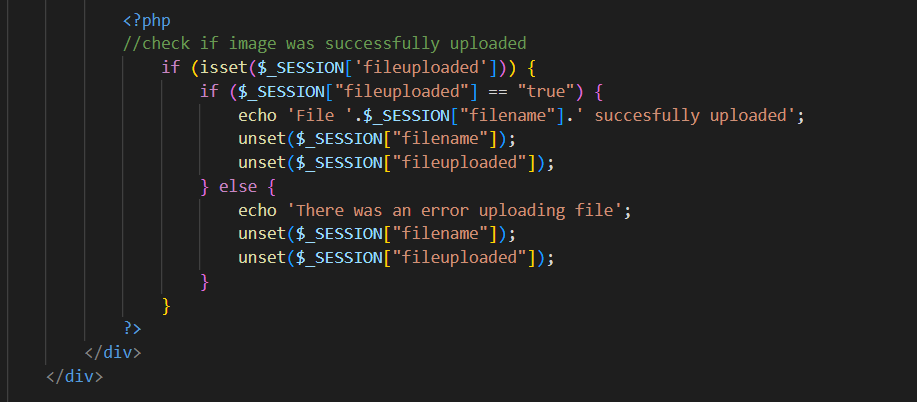 <?php
//check if image was successfully uploaded
if (isset($_SESSION['fileuploaded'])) {
if ($_SESSION["fileuploaded"] == "true") {
echo 'File '.$_SESSION["filename"].' succesfully uploaded';
unset($_SESSION["filename"]);
unset($_SESSION["fileuploaded"]);
} else {
echo 'There was an error uploading file';
unset($_SESSION["filename"]);
unset($_SESSION["fileuploaded"]);
}
}
?>
</div>
</div>